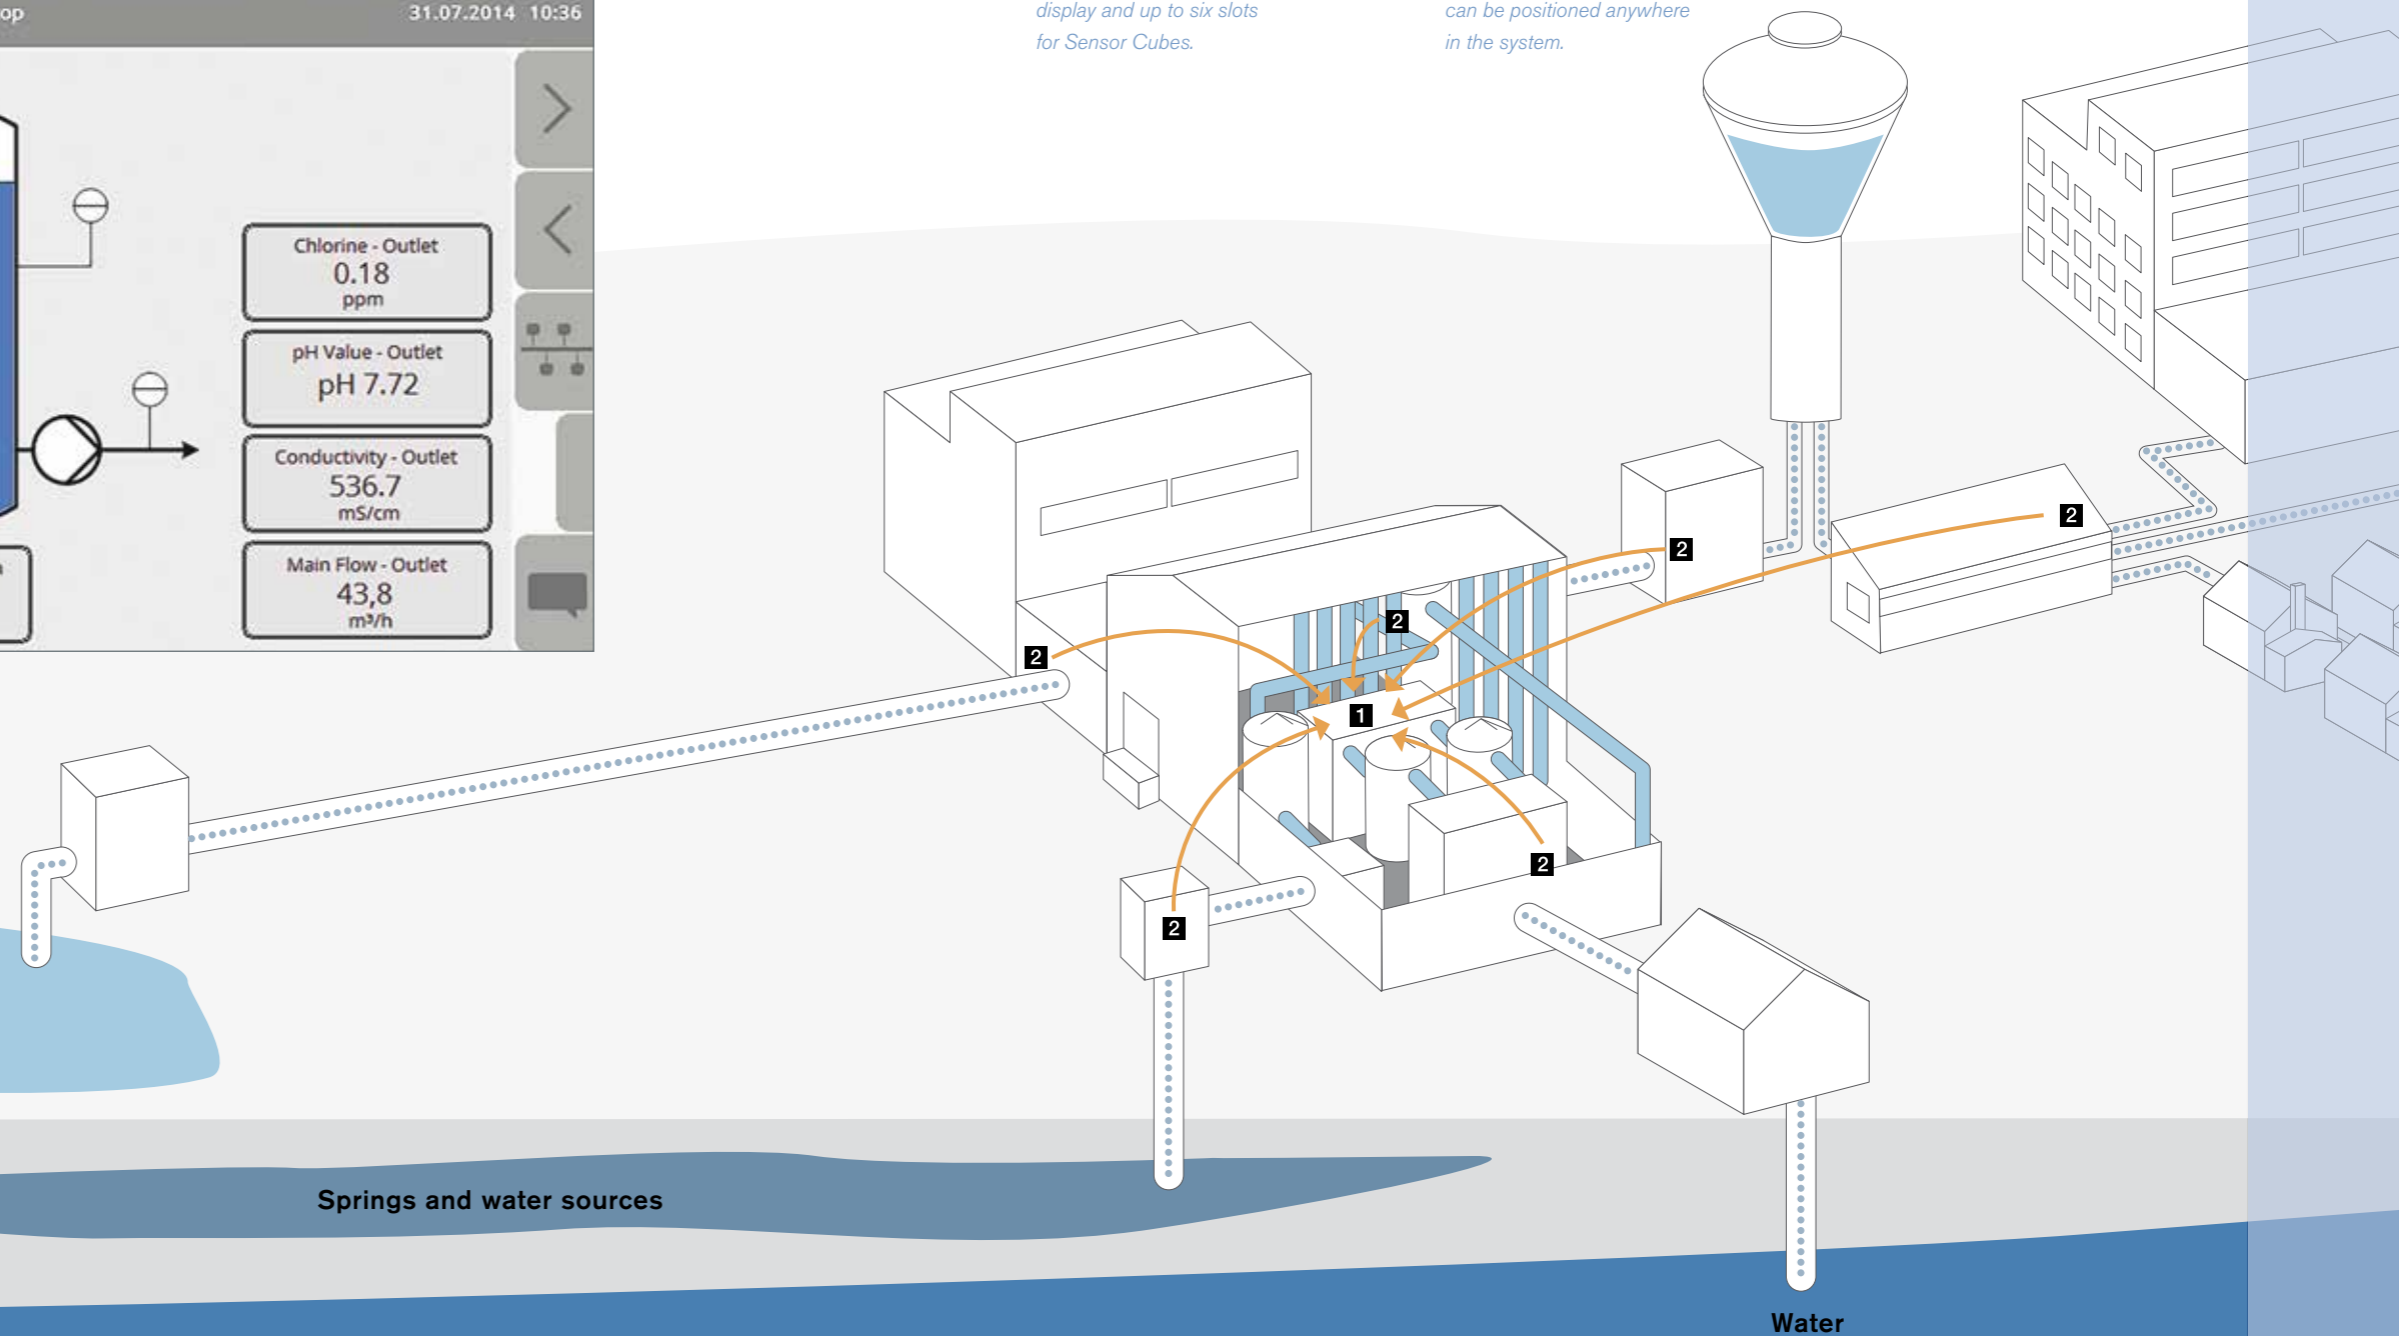 op
31.07.2014 10:36
display and up to six slots
for Sensor Cubes.
can be positioned anywhere
in the system.
Chlorine - Outlet
0.18
ppm
pH Value - Outlet
pH 7.72
Conductivity - Outlet
536.7
mS/cm
Main Flow - Outlet
43,8
m³/h
2
2
2
2
1
2
2
Springs and water sources
Water